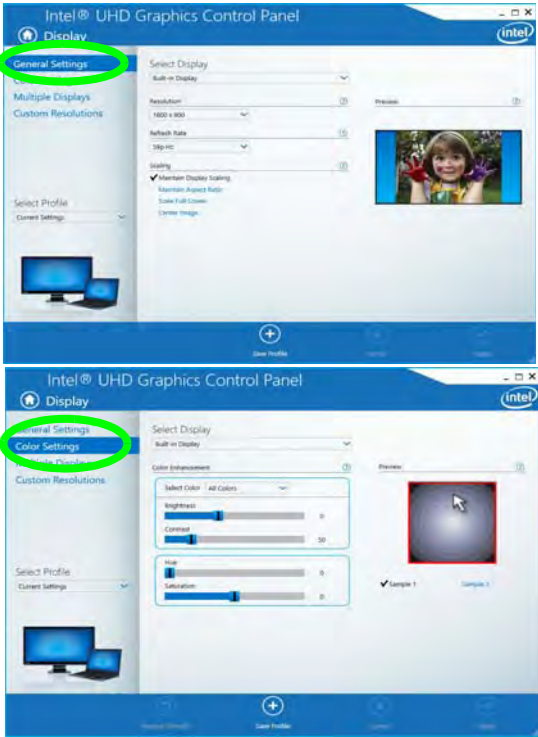 Intel® UHD Graphics Control Panel
Display
intel
General Settings
Multiple Displays
Custom Resolutions
Select Profile
Current Settings
Select Display
Built-in Display
Resolution
1600 x 900
Refresh Rate
Scaling
Maintain Display Scaling
Maintain Aspect Ratio
Scale Full Screen
Center Image
Preview
Save Profile
Intel® UHD Graphics Control Panel
Display
intel
General Settings
Color Settings
Multiple Displays
Custom Resolutions
Select Profile
Current Settings
Select Display
Built-in Display
Color Enhancement
Select Color All Colors
Brightness
0
Contrast
50
Hue
0
Saturation
0
Preview
Sample 1 Sample 2
Save Profile